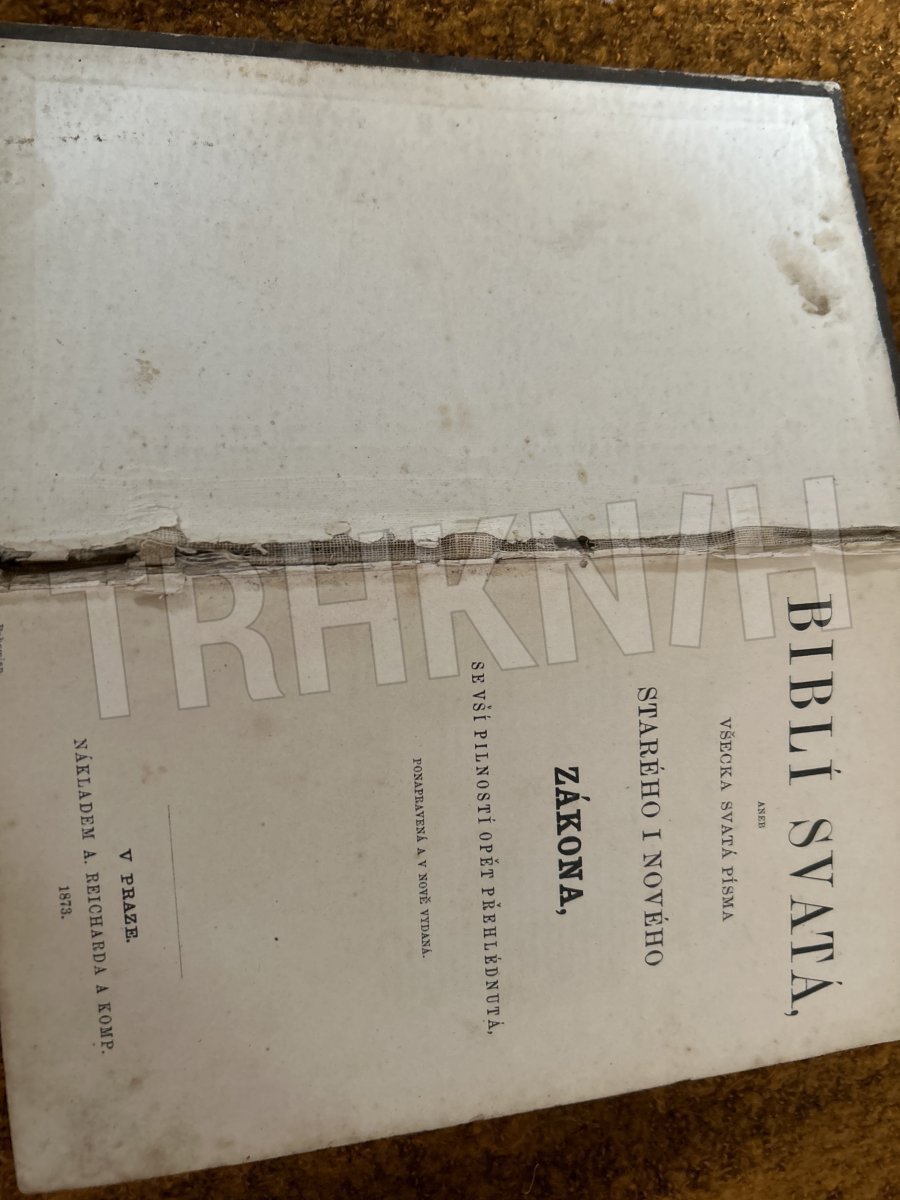 BIBLÍ SVATÁ,
ANEB
VŠECKA SVATÁ PÍSMA
STARÉHO I NOVÉHO
ZÁKONA,
SE VŠÍ PILNOSTÍ OPĚT PŘEHLÉDNUTÁ,
PONAPRAVENÁ A V NOVĚ VYDANÁ.
V PRAZE.
NÁKLADEM A. REICHARDA A KOMP.
1873.
TRHKNIH